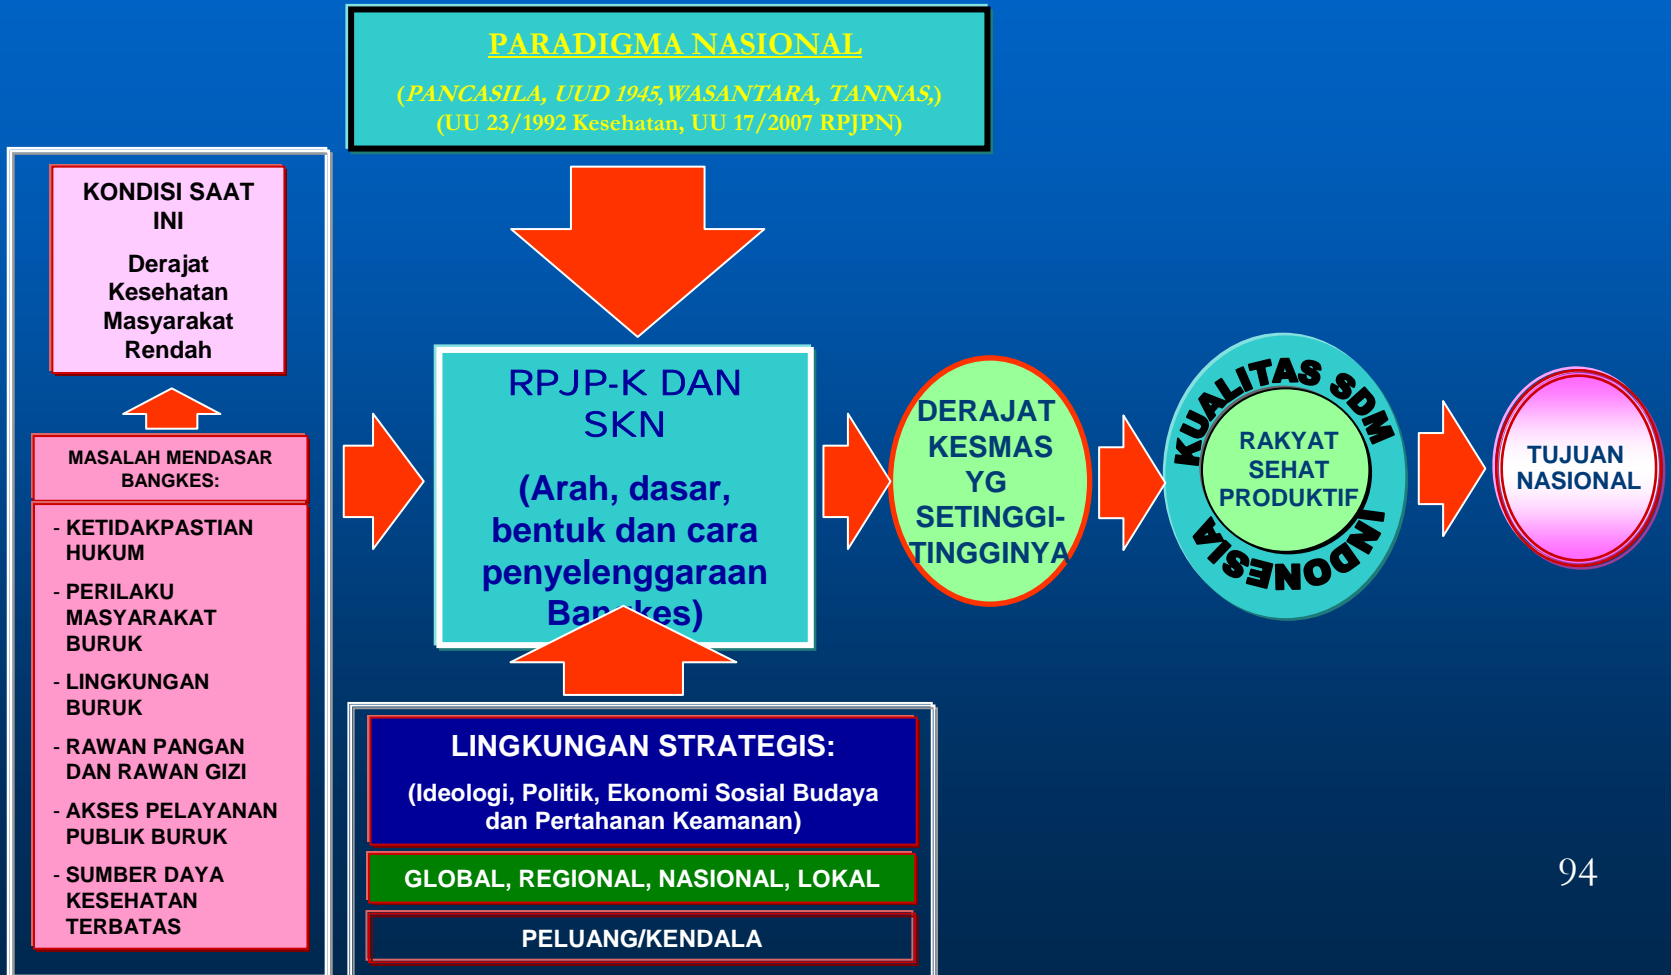 PARADIGMA NASIONAL
(PANCASILA, UUD 1945,WASANTARA, TANNAS,)
(UU 23/1992 Kesehatan, UU 17/2007 RPJPN)
KONDISI SAAT
INI
Derajat
Kesehatan
Masyarakat
Rendah
MASALAH MENDASAR
BANGKES:
- KETIDAKPASTIAN
HUKUM
- PERILAKU
MASYARAKAT
BURUK
- LINGKUNGAN
BURUK
- RAWAN PANGAN
DAN RAWAN GIZI
- AKSES PELAYANAN
PUBLIK BURUK
- SUMBER DAYA
KESEHATAN
TERBATAS
RPJP-K DAN
SKN
(Arah, dasar,
bentuk dan cara
penyelenggaraan
Bangkes)
LINGKUNGAN STRATEGIS:
(Ideologi, Politik, Ekonomi Sosial Budaya
dan Pertahanan Keamanan)
GLOBAL, REGIONAL, NASIONAL, LOKAL
PELUANG/KENDALA
DERAJAT
KESMAS
YG
SETINGGI-
TINGGINYA
KUALITAS SDM
INDONESIA
RAKYAT
SEHAT
PRODUKTIF
TUJUAN
NASIONAL
94